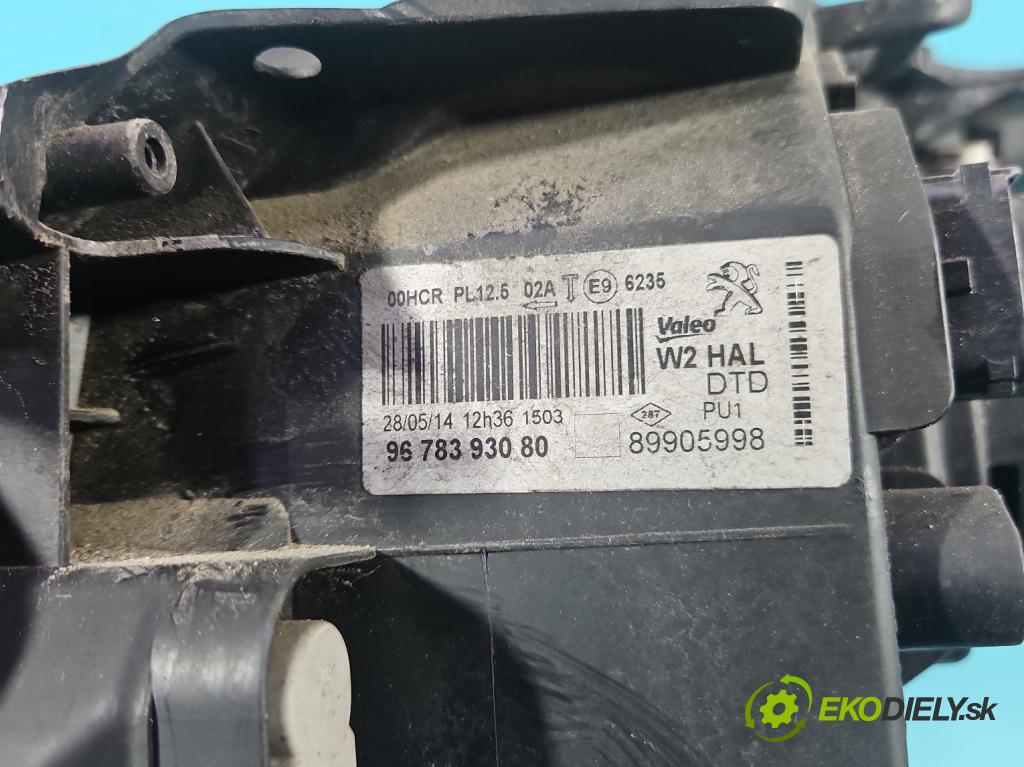 00HCR PL12.5 02A T E9 6235
Valeo
W2 HAL
DTD
28/05/14 12h36 1503
287
PU1
96 783 930 80
89905998
EKODIELY.sk